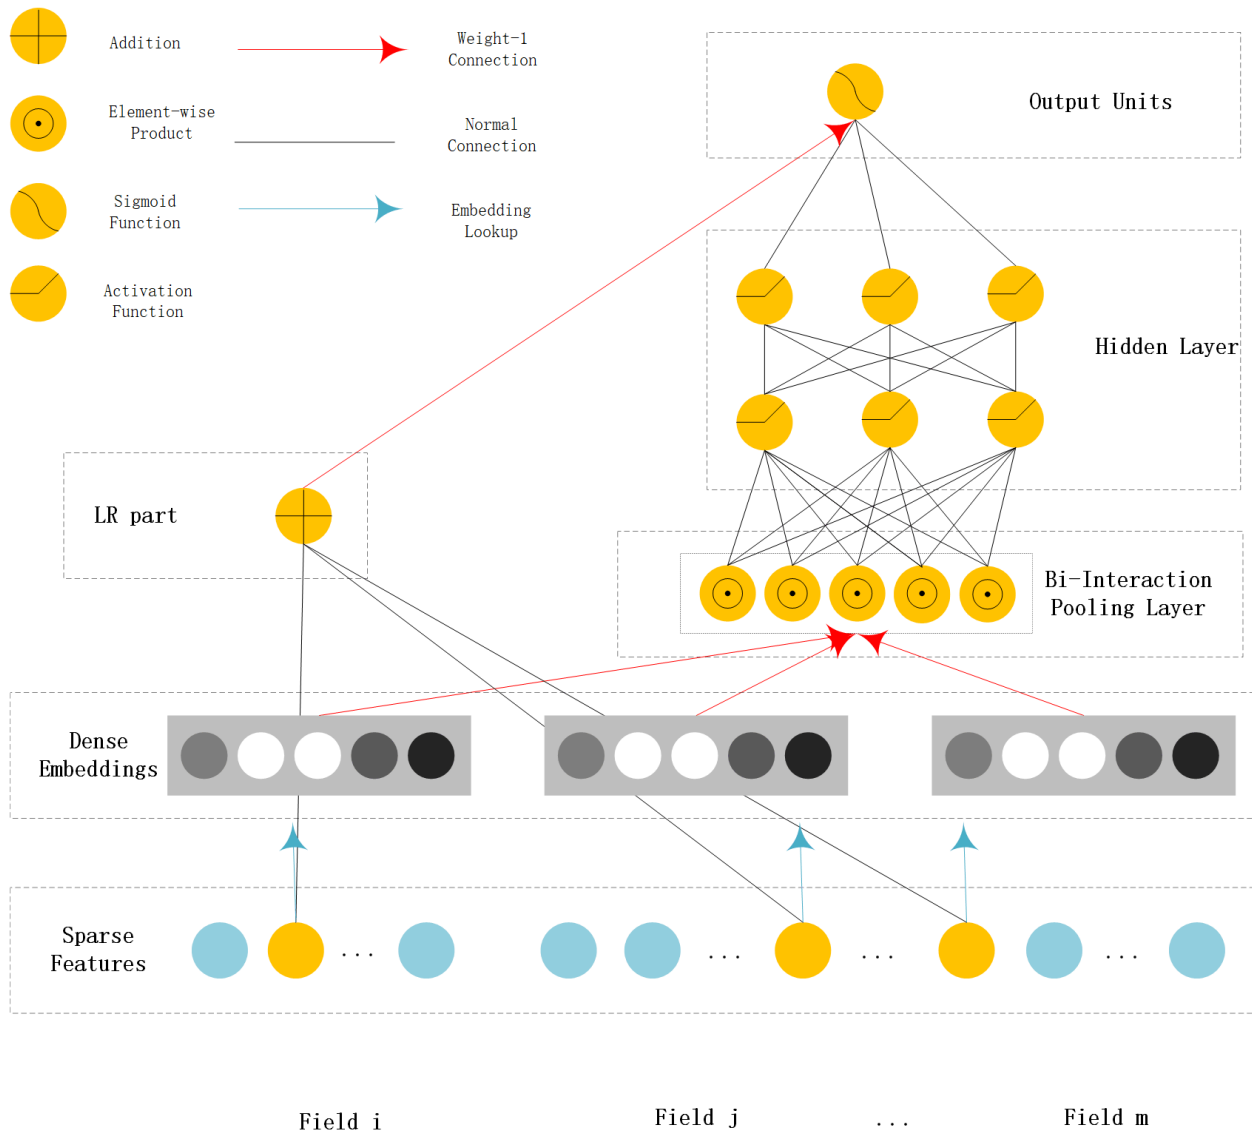 Addition
Weight-1
Connection
Element-wise
Product
Normal
Connection
Sigmoid
Function
Embedding
Lookup
Activation
Function
Output Units
Hidden Layer
LR part
Bi-Interaction
Pooling Layer
Dense
Embeddings
Sparse
Features
...
...
...
...
Field i
Field j
...
Field m